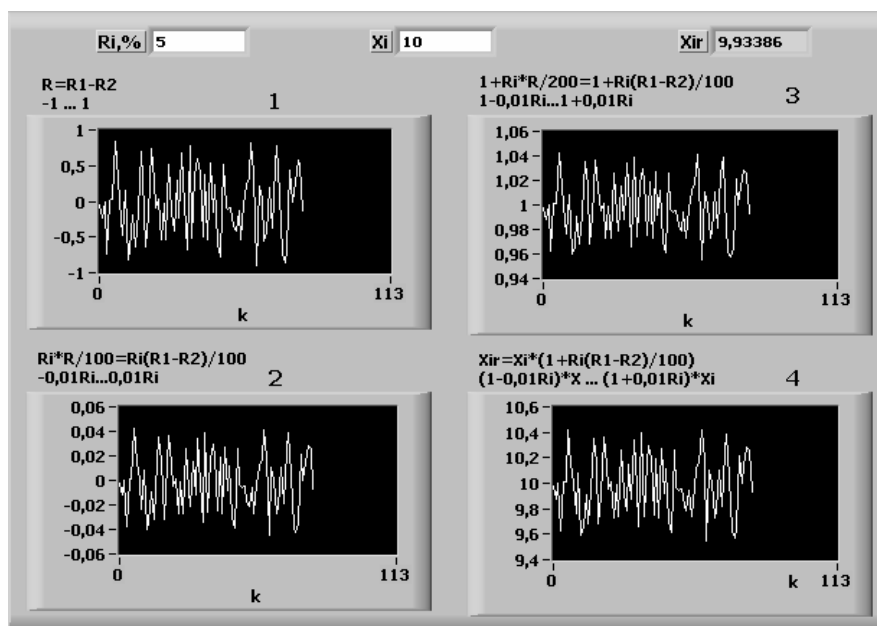 Ri,% 5 Xi 10 Xir 9,93386
R=R1-R2
-1 ... 1
1
1
0,5
0
-0,5
-1
0 113
k
1+Ri*R/200=1+Ri(R1-R2)/100
1-0,01Ri...1+0,01Ri
3
1,06
1,04
1,02
1
0,98
0,96
0,94
0 113
k
Ri*R/100=Ri(R1-R2)/100
-0,01Ri...0,01Ri
2
0,06
0,04
0,02
0
-0,02
-0,04
-0,06
0 113
k
Xir=Xi*(1+Ri(R1-R2)/100)
(1-0,01Ri)*X ... (1+0,01Ri)*Xi
4
10,6
10,4
10,2
10
9,8
9,6
9,4
0 k 113